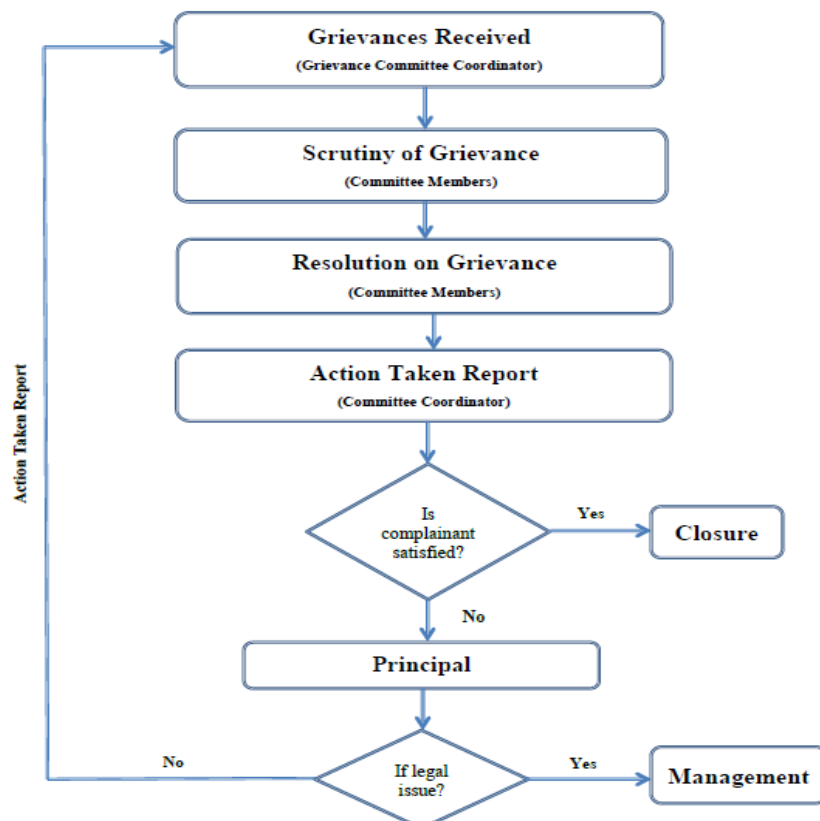 Grievances Received
(Grievance Committee Coordinator)
Scrutiny of Grievance
(Committee Members)
Resolution on Grievance
(Committee Members)
Action Taken Report
(Committee Coordinator)
Action Taken Report
Is
complainant
satisfied?
Yes
Closure
No
Principal
No
If legal
issue?
Yes
Management